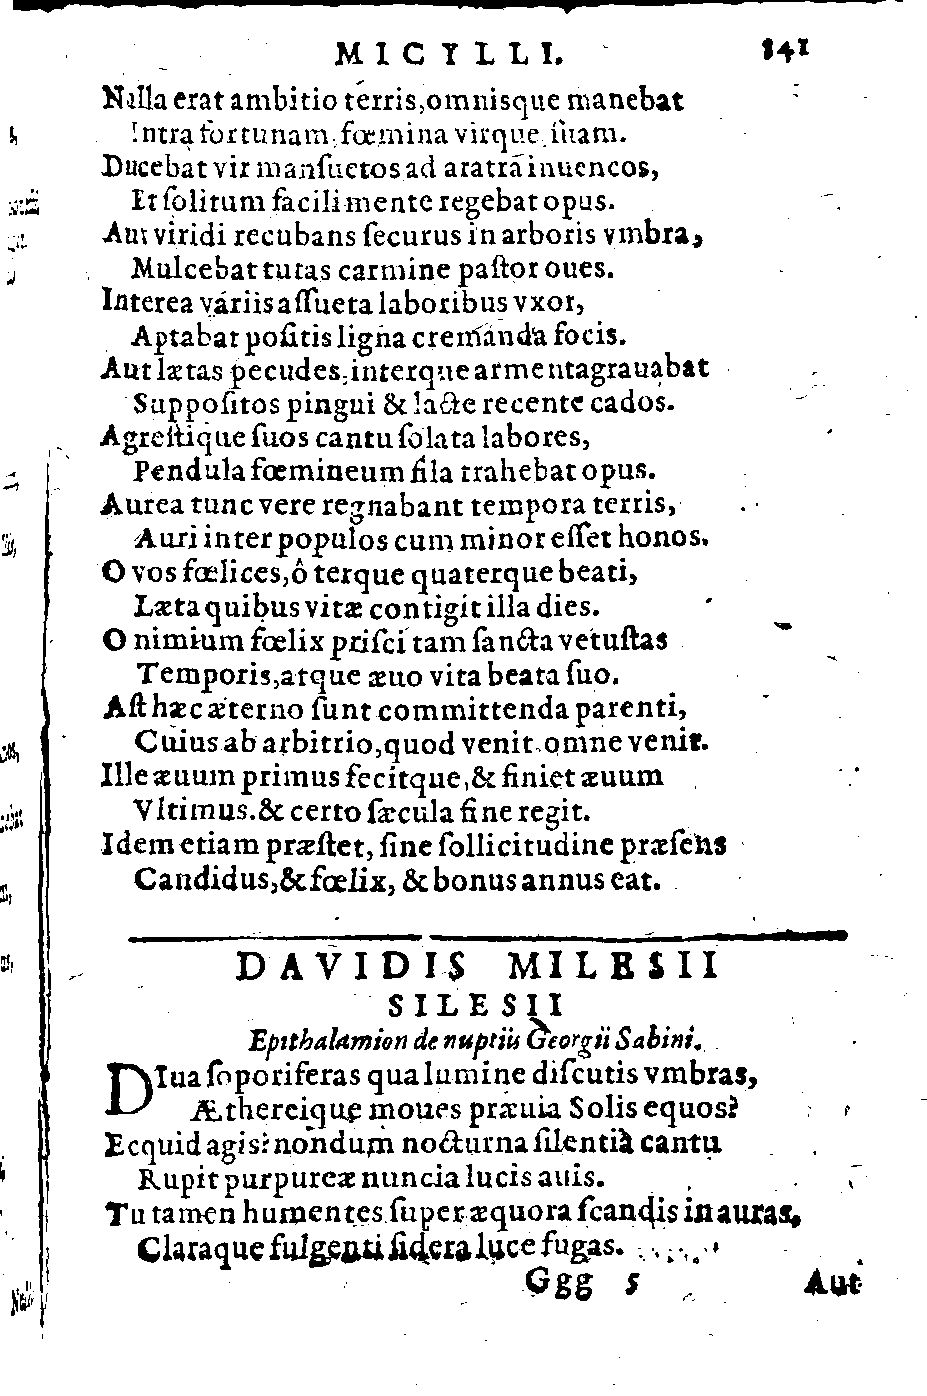 MICYLLI. 841
Nulla erat ambitio terris, omnisque manebat
Intra fortunam, fœmina virque, suam.
Ducebat vir manſuetos ad aratra iuuencos,
Et ſolitum facili mente regebat opus.
Aut viridi recubans ſecurus in arboris vmbra,
Mulcebat tutas carmine paſtor oues.
Interea variis aſſueta laboribus vxor,
Aptabat poſitis ligna cremanda focis.
Aut lætas pecudes, interque armenta grauabat
Suppoſitos pingui & lacte recente cados.
Agreſtique ſuos cantu ſolata labores,
Pendula fœmineum fila trahebat opus.
Aurea tunc vere regnabant tempora terris,
Auri inter populos cum minor eſſet honos.
O vos fœlices, ô terque quaterque beati,
Læta quibus vitæ contigit illa dies.
O nimium fœlix priſci tam ſancta vetuſtas
Temporis, atque æuo vita beata ſuo.
Aſt hæc æterno ſunt committenda parenti,
Cuius ab arbitrio, quod venit omne venit.
Ille æuum primus fecitque, & finiet æuum
Vltimus. & certo ſæcula fine regit.
Idem etiam præſtet, ſine ſollicitudine præſens
Candidus, & fœlix, & bonus annus eat.
DAVIDIS MILESII
SILESII
Epithalamion de nuptiis Georgii Sabini.
DIua ſoporiferas qua lumine diſcutis vmbras,
Æthereique moues præuia Solis equos?
Ecquid agis? nondum nocturna ſilentia cantu
Rupit purpureæ nuncia lucis auis.
Tu tamen humentes ſuper æquora ſcandis in auras,
Claraque fulgenti ſidera luce fugas.
Ggg 5 Aut